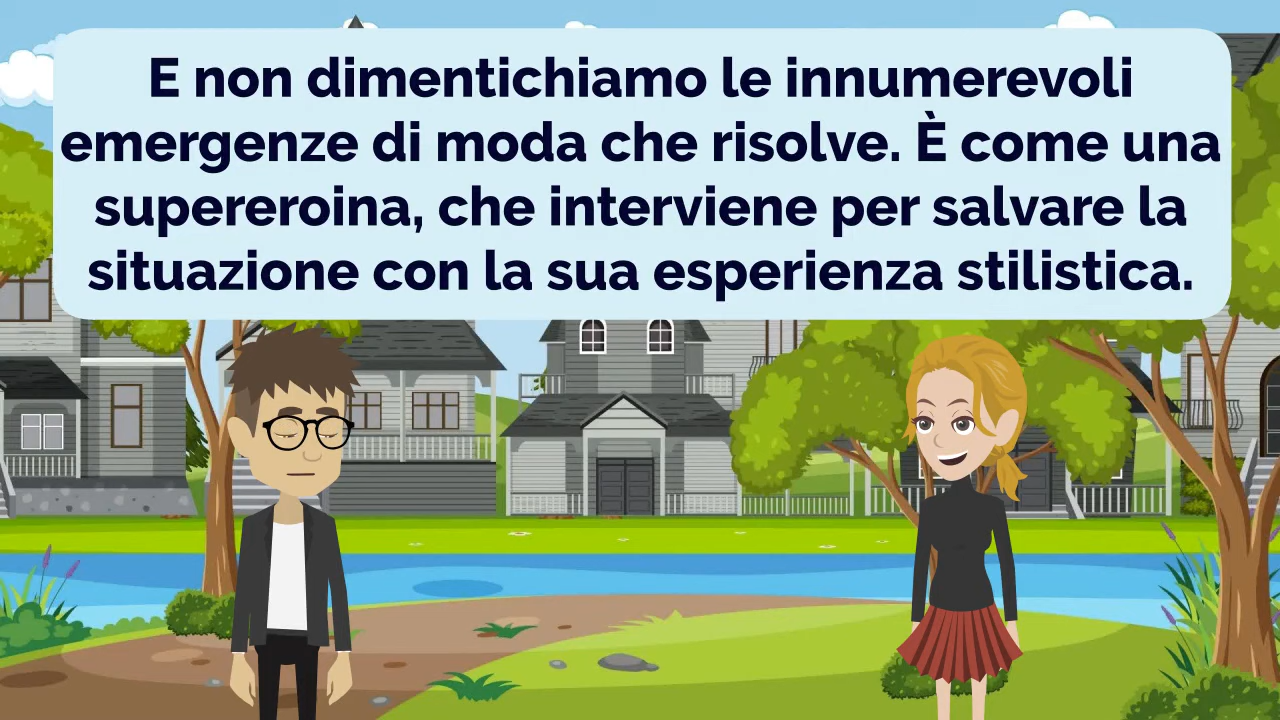 E non dimentichiamo le innumerevoli
emergenze di moda che risolve. È come una
supereroina, che interviene per salvare la
situazione con la sua esperienza stilistica.